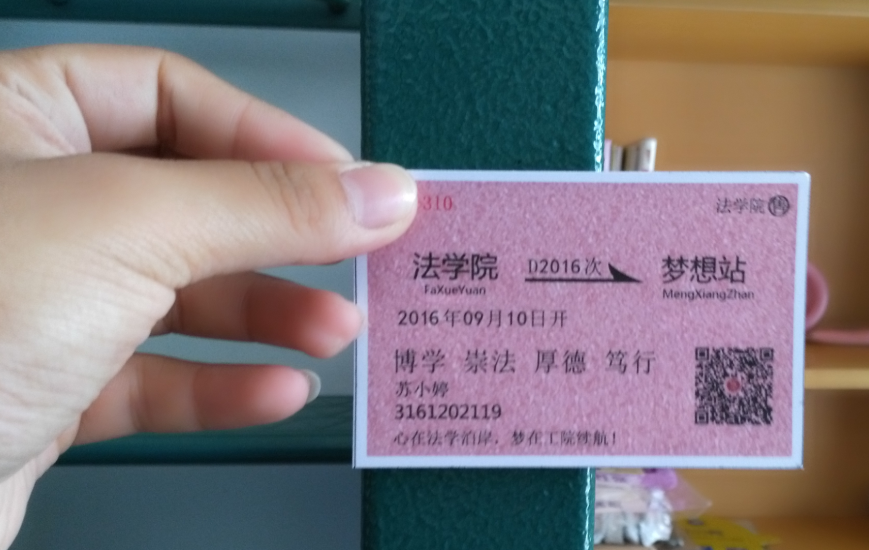 310
法学院售
法学院 D2016次 梦想站
FaXueYuan MengXiangZhan
2016年09月10日开
博学 崇法 厚德 笃行
苏小婷
3161202119
心在法学泊岸，梦在工院续航！